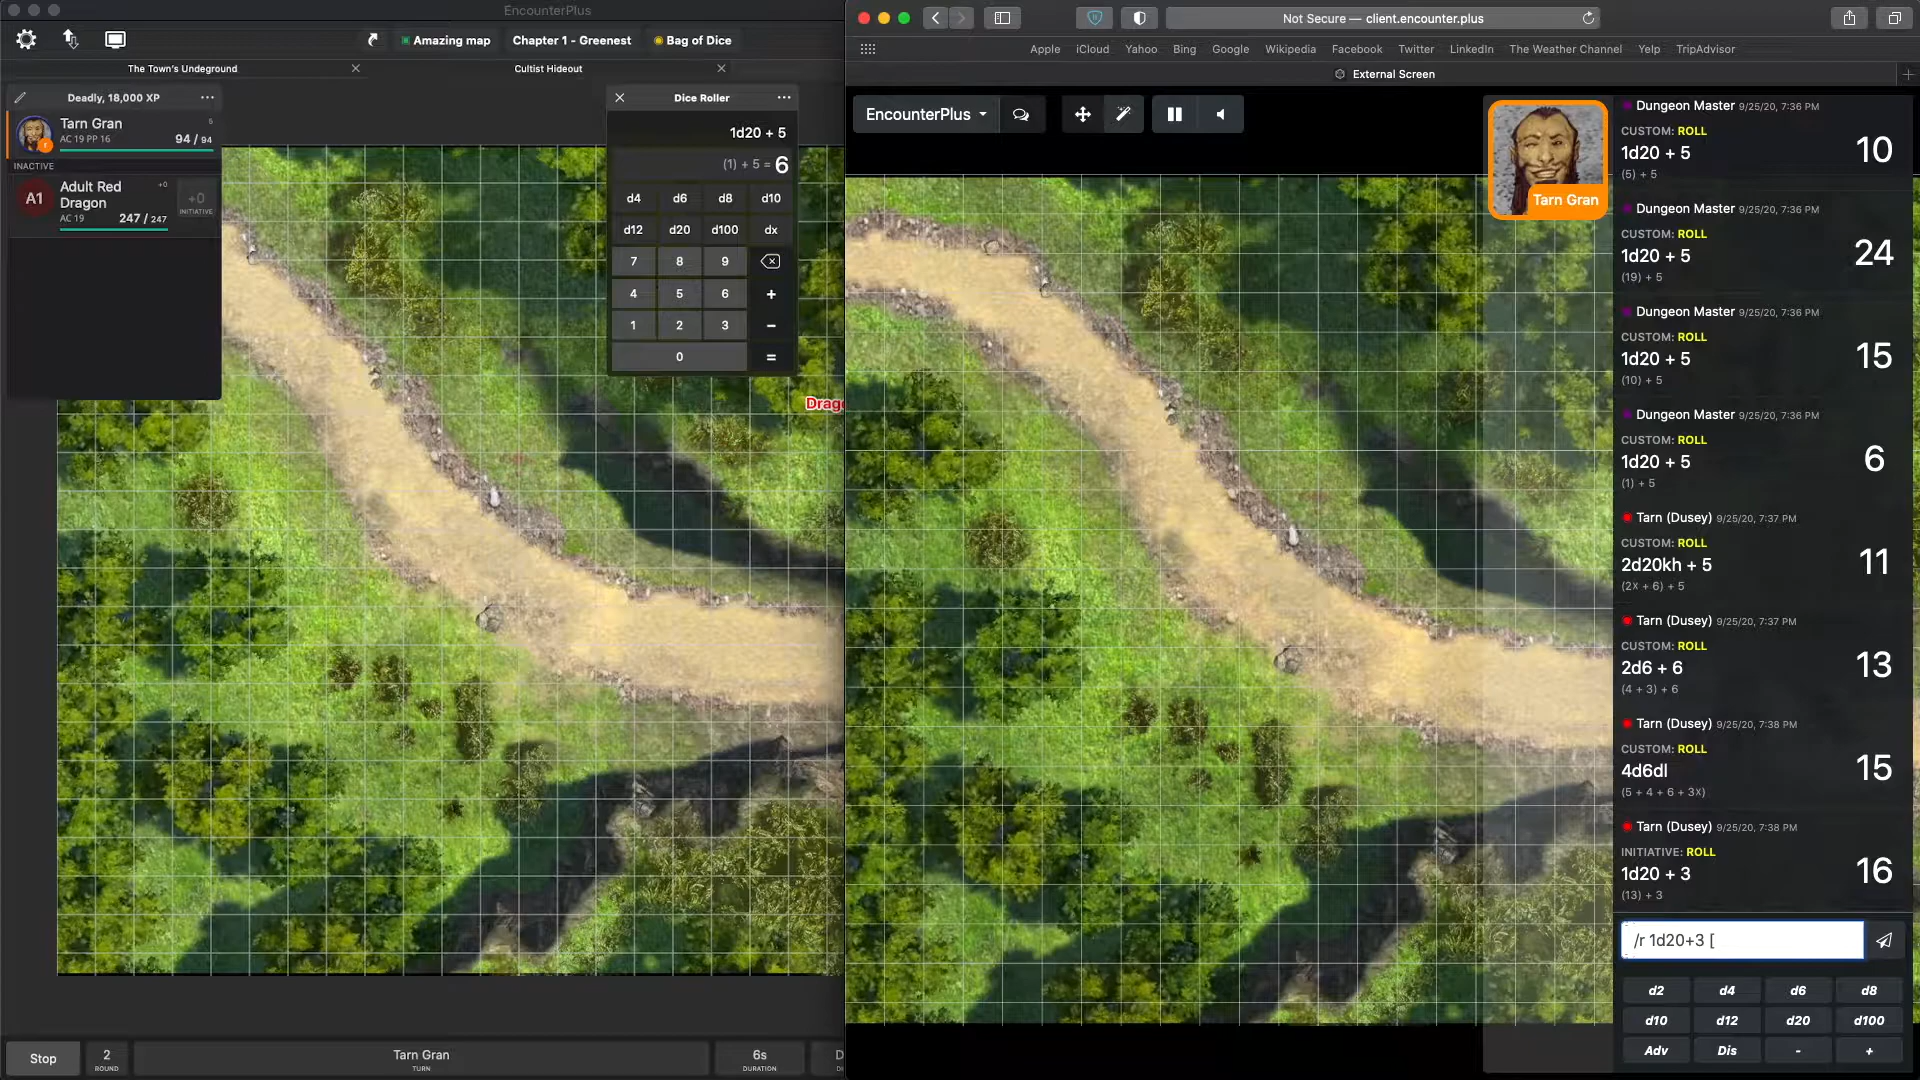 EncounterPlus
Amazing map
Chapter 1 - Greenest
Bag of Dice
The Town's Undeground
Cultist Hideout
Deadly, 18,000 XP
Tarn Gran
5
AC 19 PP 16
94 / 94
INACTIVE
A1
Adult Red
Dragon
+0
AC 19
247 / 247
+0
INITIATIVE
Dice Roller
1d20 + 5
(1) + 5 = 6
d4 d6 d8 d10
d12 d20 d100 dx
7 8 9
4 5 6 +
1 2 3 −
0 =
Stop
2
ROUND
Tarn Gran
TURN
6s
DURATION
Not Secure — client.encounter.plus
Apple iCloud Yahoo Bing Google Wikipedia Facebook Twitter LinkedIn The Weather Channel Yelp TripAdvisor
External Screen
EncounterPlus
Tarn Gran
Dungeon Master 9/25/20, 7:36 PM
CUSTOM: ROLL
1d20 + 5
10
(5) + 5
Dungeon Master 9/25/20, 7:36 PM
CUSTOM: ROLL
1d20 + 5
24
(19) + 5
Dungeon Master 9/25/20, 7:36 PM
CUSTOM: ROLL
1d20 + 5
15
(10) + 5
Dungeon Master 9/25/20, 7:36 PM
CUSTOM: ROLL
1d20 + 5
6
(1) + 5
Tarn (Dusey) 9/25/20, 7:37 PM
CUSTOM: ROLL
2d20kh + 5
11
(2x + 6) + 5
Tarn (Dusey) 9/25/20, 7:37 PM
CUSTOM: ROLL
2d6 + 6
13
(4 + 3) + 6
Tarn (Dusey) 9/25/20, 7:38 PM
CUSTOM: ROLL
4d6dl
15
(5 + 4 + 6 + 3x)
Tarn (Dusey) 9/25/20, 7:38 PM
INITIATIVE: ROLL
1d20 + 3
16
(13) + 3
/r 1d20+3 [
d2 d4 d6 d8
d10 d12 d20 d100
Adv Dis - +